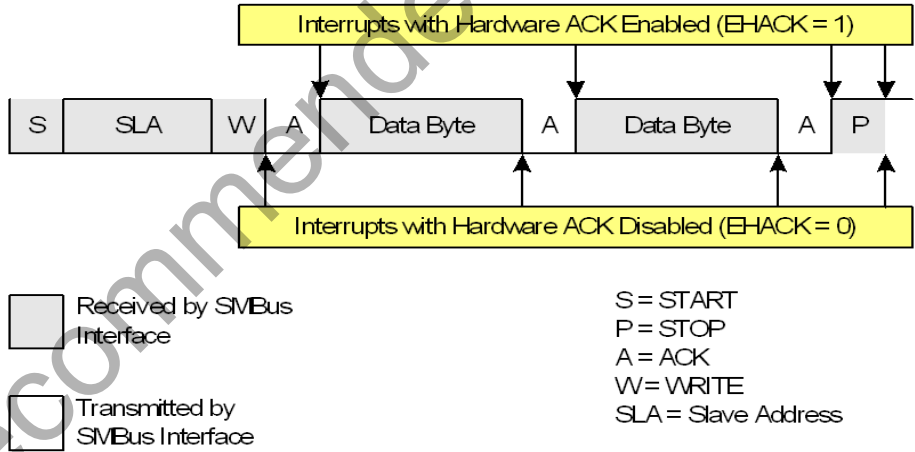 Interrupts with Hardware ACK Enabled (EHACK = 1)
S SLA W A Data Byte A Data Byte A P
Interrupts with Hardware ACK Disabled (EHACK = 0)
Received by SMBus
Interface
Transmitted by
SMBus Interface
S = START
P = STOP
A = ACK
W = WRITE
SLA = Slave Address
ecommende